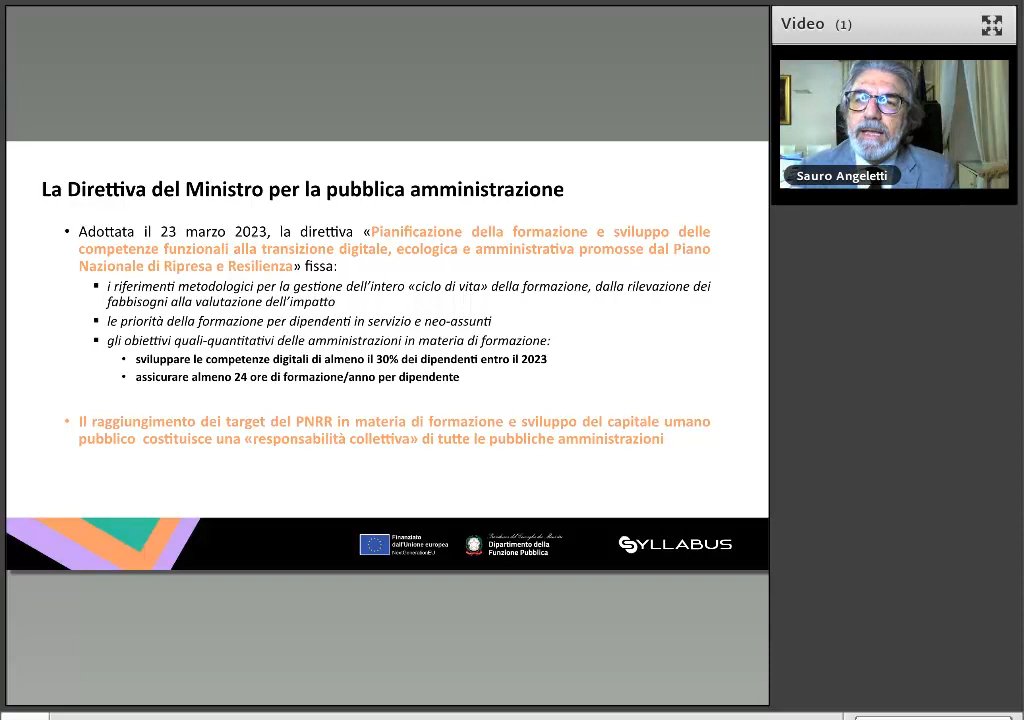 Video (1)
Sauro Angeletti
La Direttiva del Ministro per la pubblica amministrazione
• Adottata il 23 marzo 2023, la direttiva «Pianificazione della formazione e sviluppo delle
competenze funzionali alla transizione digitale, ecologica e amministrativa promosse dal Piano
Nazionale di Ripresa e Resilienza» fissa:
▪ i riferimenti metodologici per la gestione dell'intero «ciclo di vita» della formazione, dalla rilevazione dei
fabbisogni alla valutazione dell'impatto
▪ le priorità della formazione per dipendenti in servizio e neo-assunti
▪ gli obiettivi quali-quantitativi delle amministrazioni in materia di formazione:
• sviluppare le competenze digitali di almeno il 30% dei dipendenti entro il 2023
• assicurare almeno 24 ore di formazione/anno per dipendente
• Il raggiungimento dei target del PNRR in materia di formazione e sviluppo del capitale umano
pubblico costituisce una «responsabilità collettiva» di tutte le pubbliche amministrazioni
Finanziato
dall'Unione europea
NextGenerationEU
Presidenza del Consiglio dei Ministri
Dipartimento della
Funzione Pubblica
SYLLABUS